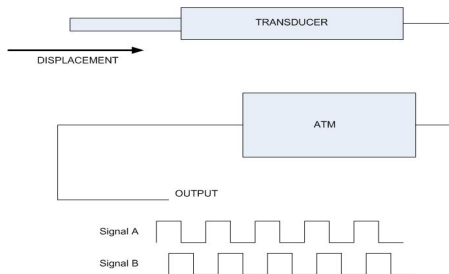 TRANSDUCER
DISPLACEMENT
ATM
OUTPUT
Signal A
Signal B